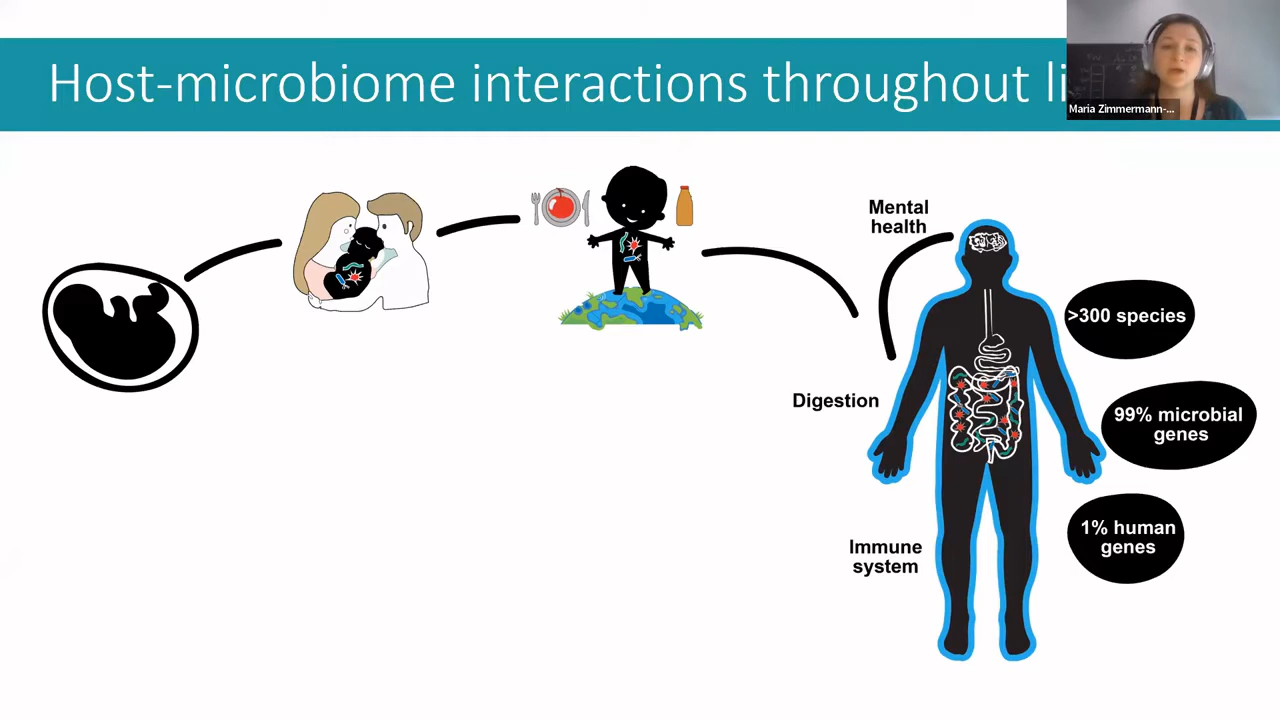 Host-microbiome interactions throughout li
Maria Zimmermann-...
Mental
health
>300 species
Digestion
99% microbial
genes
Immune
system
1% human
genes